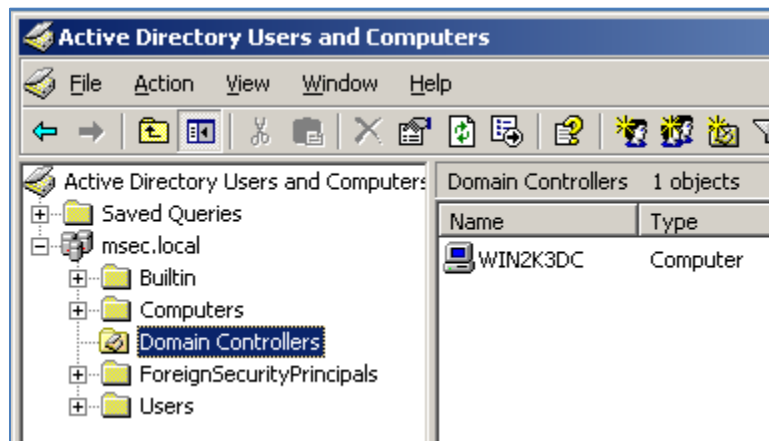 Active Directory Users and Computers
File Action View Window Help
Active Directory Users and Computers
Saved Queries
msec.local
Builtin
Computers
Domain Controllers
ForeignSecurityPrincipals
Users
Domain Controllers 1 objects
Name Type
WIN2K3DC Computer